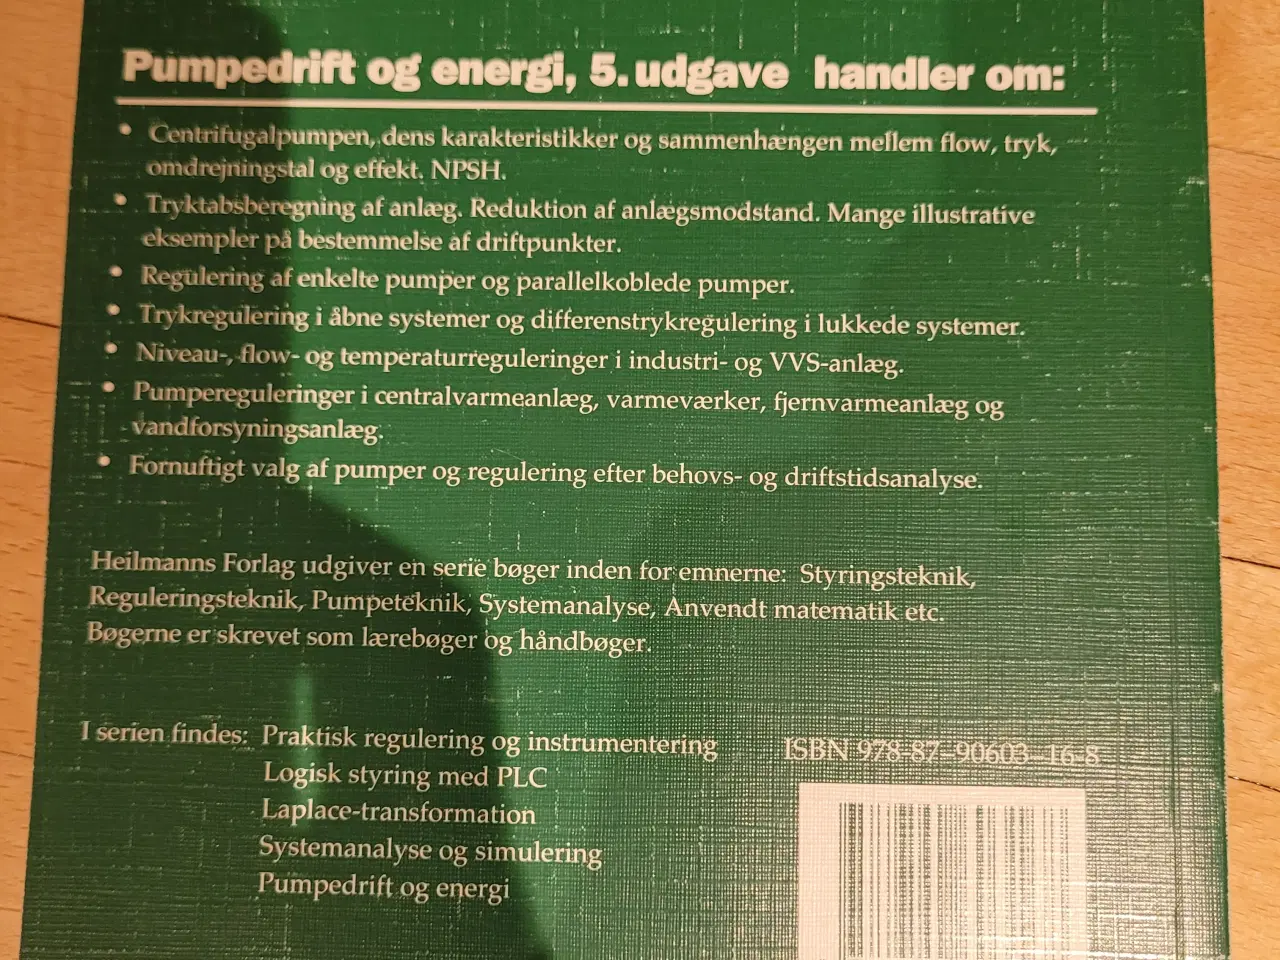 Pumpedrift og energi, 5. udgave handler om:
• Centrifugalpumpen, dens karakteristikker og sammenhængen mellem flow, tryk,
omdrejningstal og effekt. NPSH.
• Tryktabsberegning af anlæg. Reduktion af anlægsmodstand. Mange illustrative
eksempler på bestemmelse af driftpunkter.
• Regulering af enkelte pumper og parallelkoblede pumper.
• Trykregulering i åbne systemer og differenstrykregulering i lukkede systemer.
• Niveau-, flow- og temperaturreguleringer i industri- og VVS-anlæg.
• Pumpereguleringer i centralvarmeanlæg, varmeværker, fjernvarmeanlæg og
vandforsyningsanlæg.
• Fornuftigt valg af pumper og regulering efter behovs- og driftstidsanalyse.
Heilmanns Forlag udgiver en serie bøger inden for emnerne: Styringsteknik,
Reguleringsteknik, Pumpeteknik, Systemanalyse, Anvendt matematik etc.
Bøgerne er skrevet som lærebøger og håndbøger.
I serien findes: Praktisk regulering og instrumentering
Logisk styring med PLC
Laplace-transformation
Systemanalyse og simulering
Pumpedrift og energi
ISBN 978-87-90603-16-8